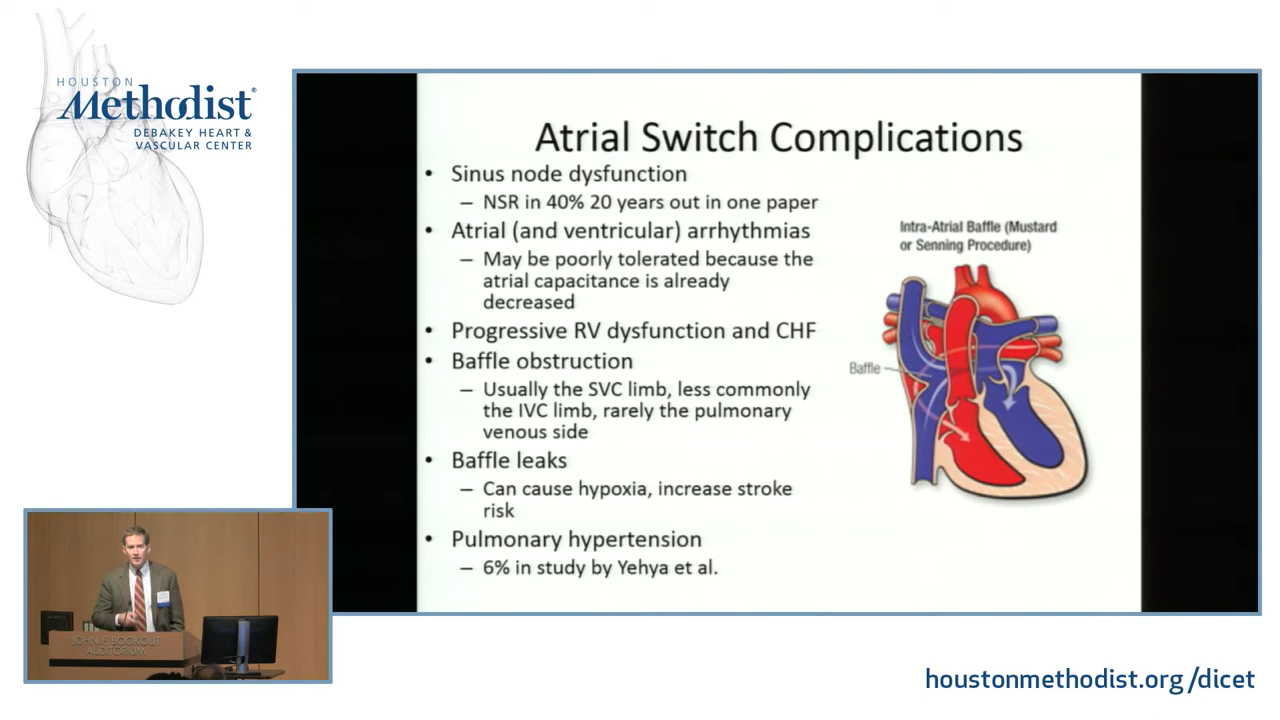 HOUSTON
Methodist®
DEBAKEY HEART &
VASCULAR CENTER
Atrial Switch Complications
• Sinus node dysfunction
– NSR in 40% 20 years out in one paper
• Atrial (and ventricular) arrhythmias
– May be poorly tolerated because the
atrial capacitance is already
decreased
• Progressive RV dysfunction and CHF
• Baffle obstruction
– Usually the SVC limb, less commonly
the IVC limb, rarely the pulmonary
venous side
• Baffle leaks
– Can cause hypoxia, increase stroke
risk
• Pulmonary hypertension
– 6% in study by Yehya et al.
Intra-Atrial Baffle (Mustard
or Senning Procedure)
Baffle
JOHN F. BOOKOUT
AUDITORIUM
houstonmethodist.org/dicet